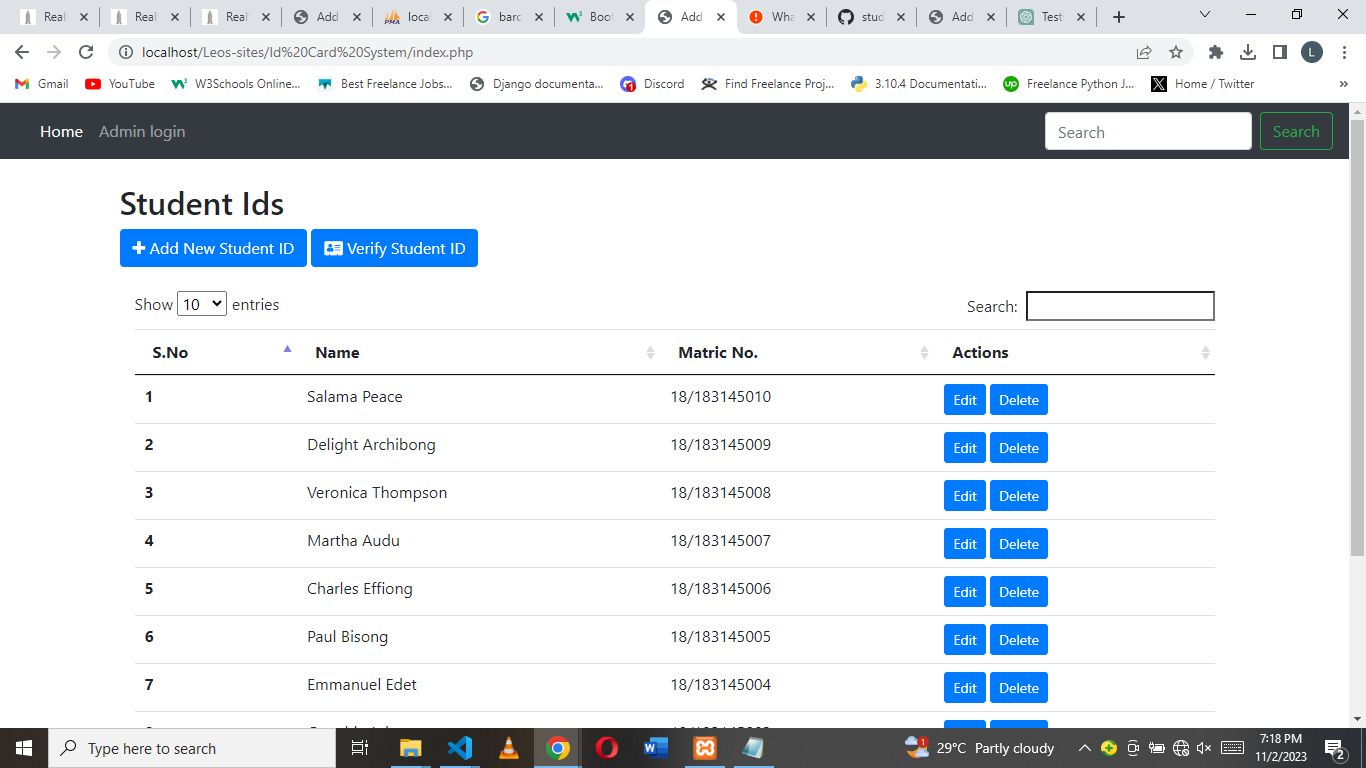 Real
Real
Real
Add
local
barc
Boot
Add
Wha
stud
Add
Test
localhost/Leos-sites/Id%20Card%20System/index.php
L
Gmail YouTube W3Schools Online... Best Freelance Jobs... Django documenta... Discord Find Freelance Proj... 3.10.4 Documentati... Freelance Python J... Home / Twitter »
Home Admin login Search Search
Student Ids
Add New Student ID Verify Student ID
Show 10 entries Search:
S.No Name Matric No. Actions
1 Salama Peace 18/183145010 Edit Delete
2 Delight Archibong 18/183145009 Edit Delete
3 Veronica Thompson 18/183145008 Edit Delete
4 Martha Audu 18/183145007 Edit Delete
5 Charles Effiong 18/183145006 Edit Delete
6 Paul Bisong 18/183145005 Edit Delete
7 Emmanuel Edet 18/183145004 Edit Delete
Type here to search 29°C Partly cloudy 7:18 PM
11/2/2023 2